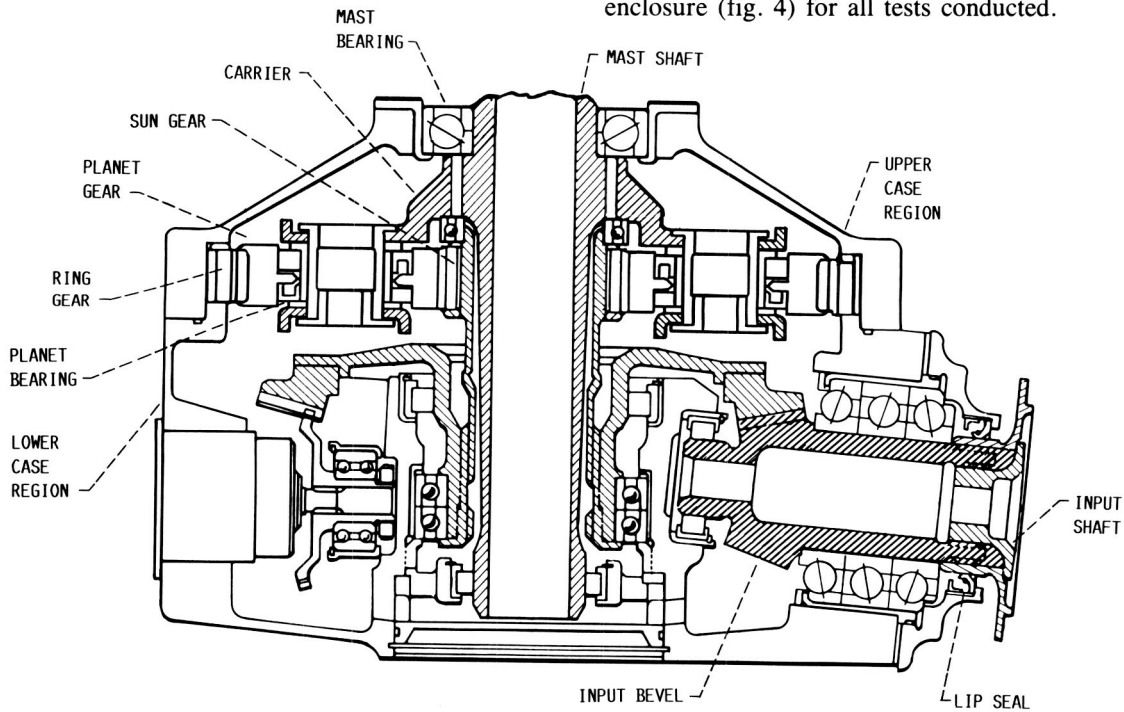 enclosure (fig. 4) for all tests conducted.
MAST
BEARING
MAST SHAFT
CARRIER
SUN GEAR
PLANET
GEAR
UPPER
CASE
REGION
RING
GEAR
PLANET
BEARING
LOWER
CASE
REGION
INPUT
SHAFT
INPUT BEVEL
LIP SEAL